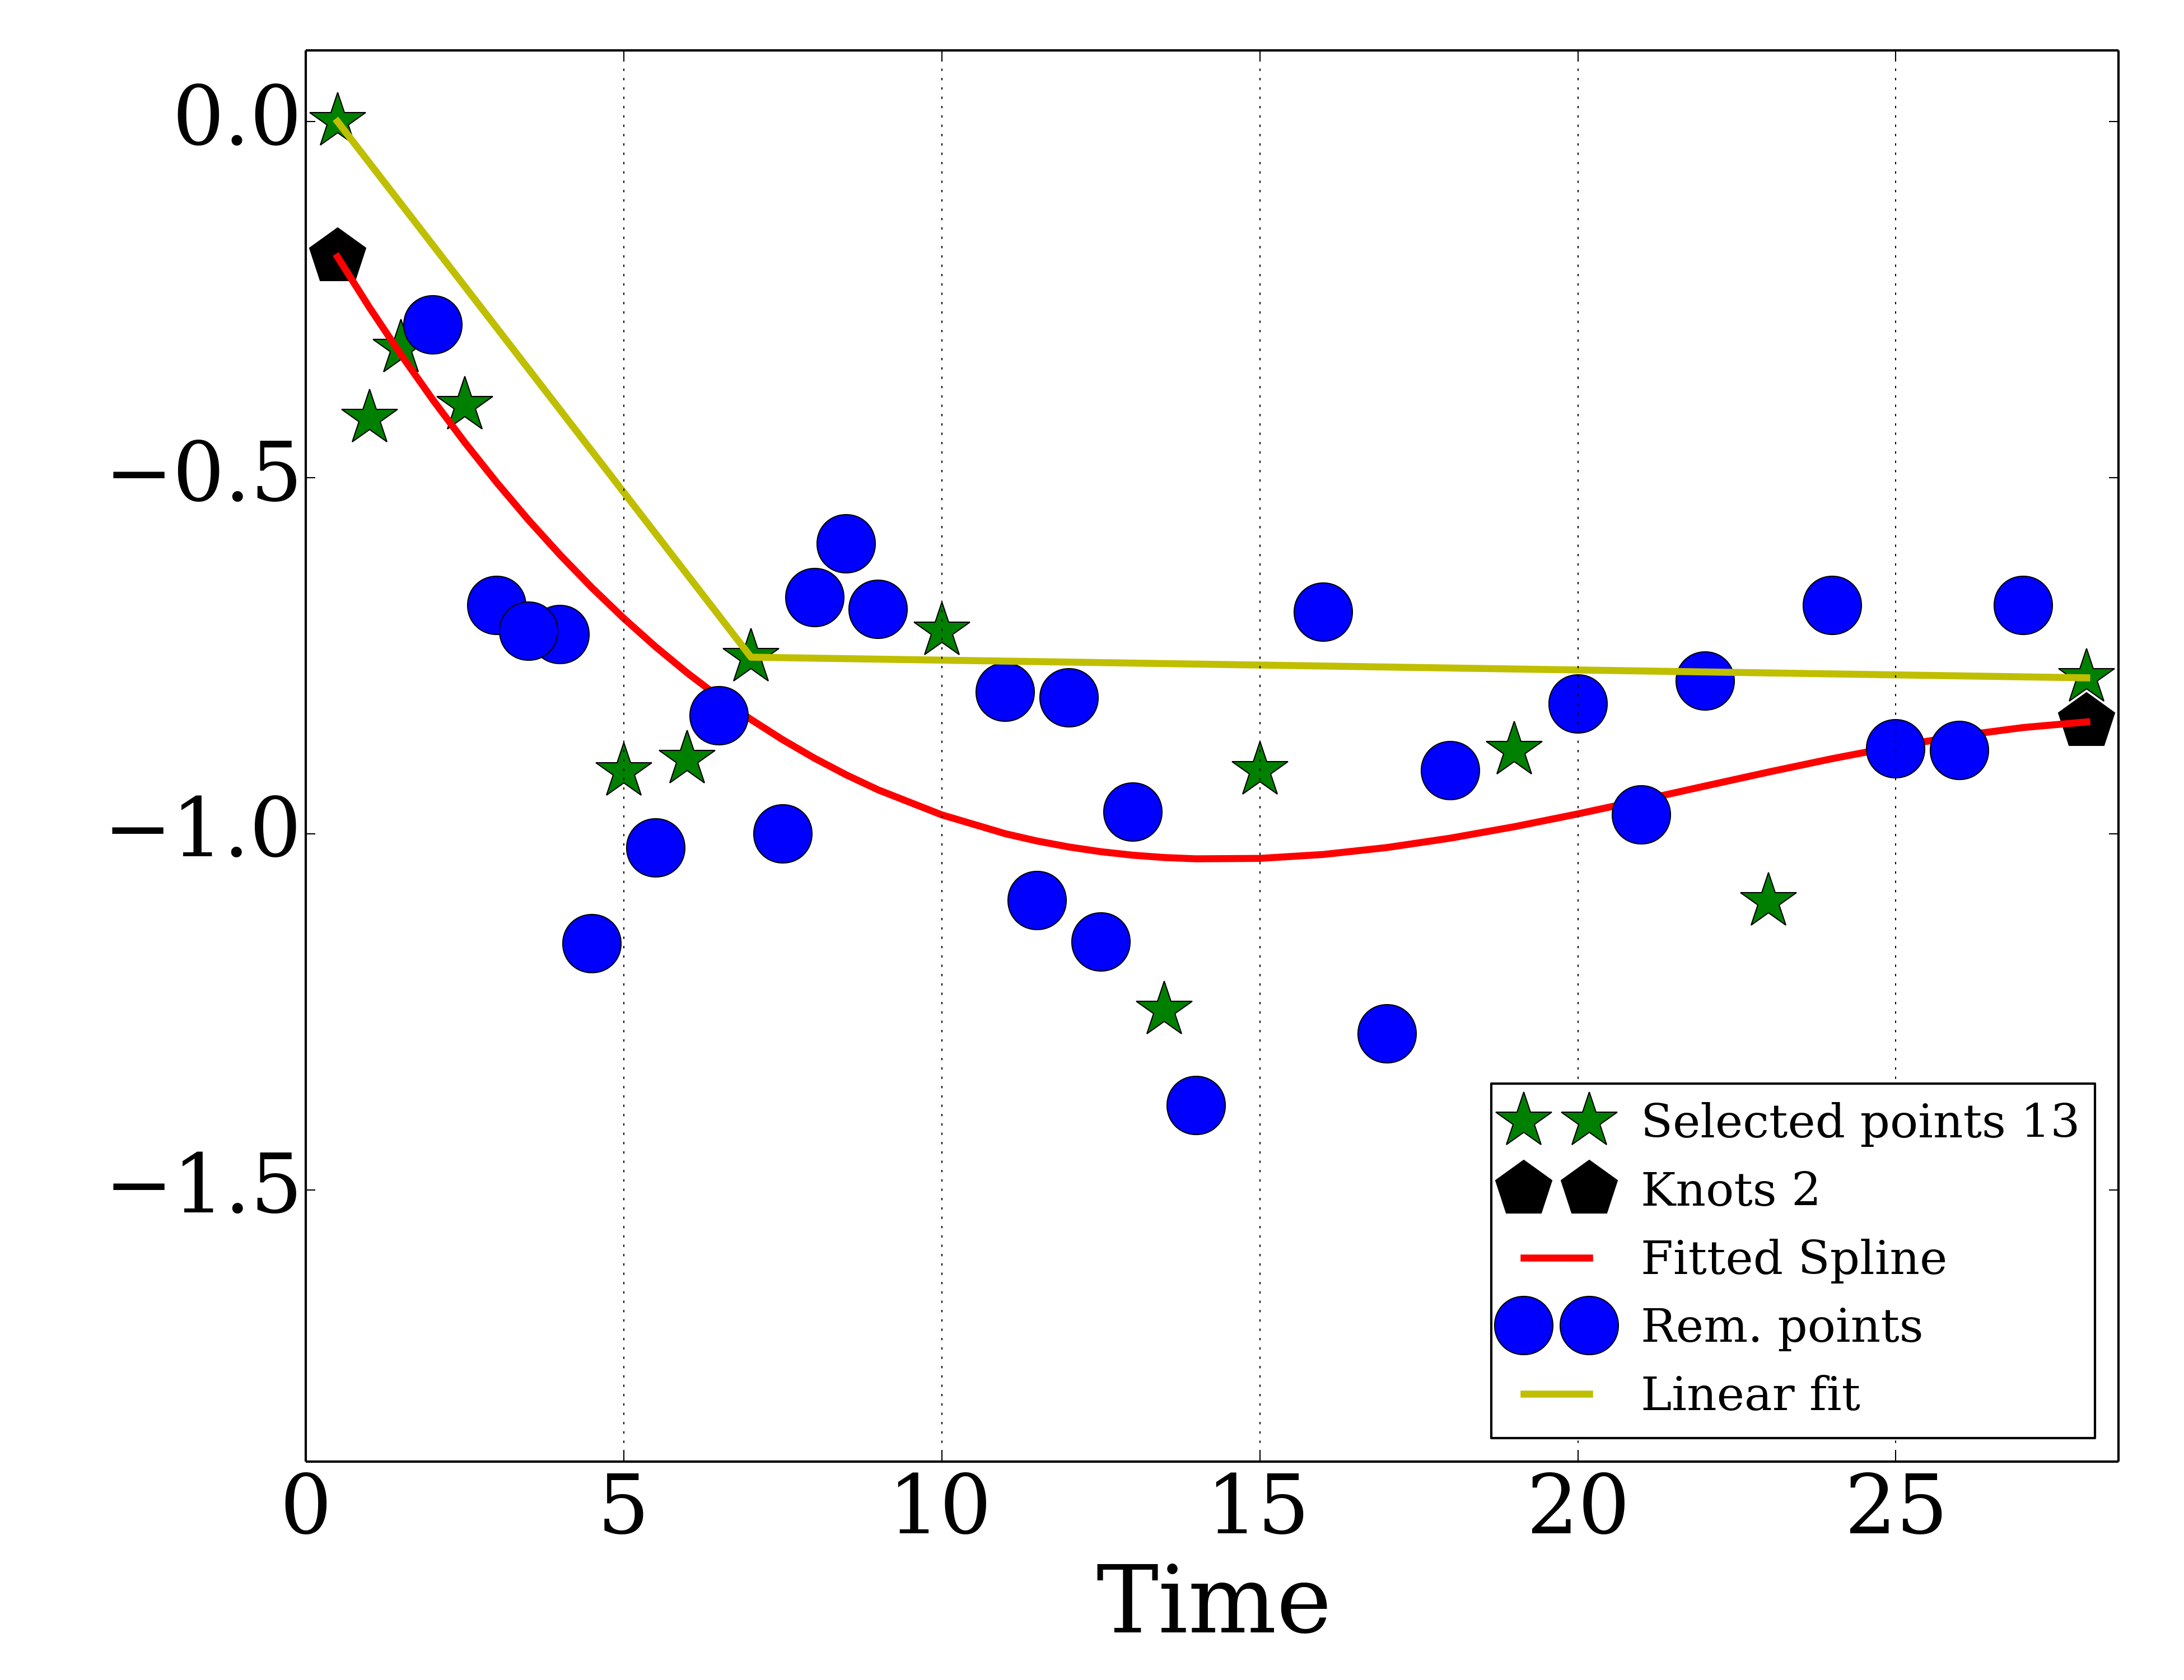 0.0
−0.5
−1.0
−1.5
0 5 10 15 20 25
Time
Selected points 13
Knots 2
Fitted Spline
Rem. points
Linear fit